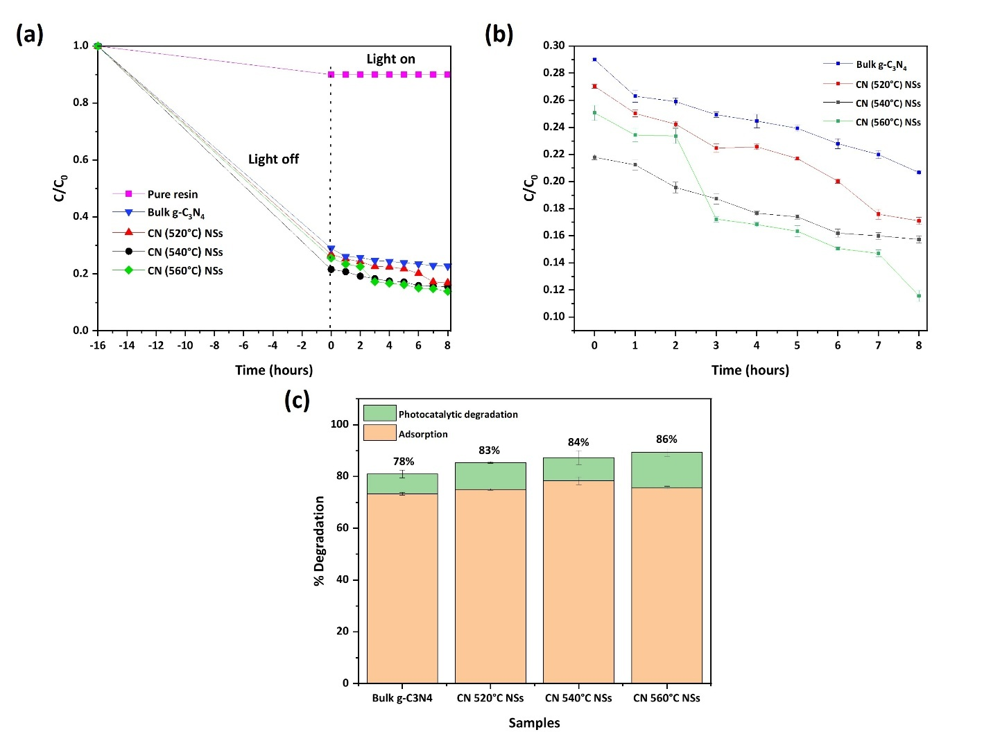 (a)
1.0
0.8
0.6
0.4
0.2
0.0
C/C₀
Light on
Light off
Pure resin
Bulk g-C₃N₄
CN (520°C) NSs
CN (540°C) NSs
CN (560°C) NSs
-16 -14 -12 -10 -8 -6 -4 -2 0 2 4 6 8
Time (hours)
(b)
0.30
0.28
0.26
0.24
0.22
0.20
0.18
0.16
0.14
0.12
0.10
C/C₀
Bulk g-C₃N₄
CN (520°C) NSs
CN (540°C) NSs
CN (560°C) NSs
0 1 2 3 4 5 6 7 8
Time (hours)
(c)
100
80
60
40
20
0
% Degradation
Photocatalytic degradation
Adsorption
78%
83%
84%
86%
Bulk g-C3N4 CN 520°C NSs CN 540°C NSs CN 560°C NSs
Samples